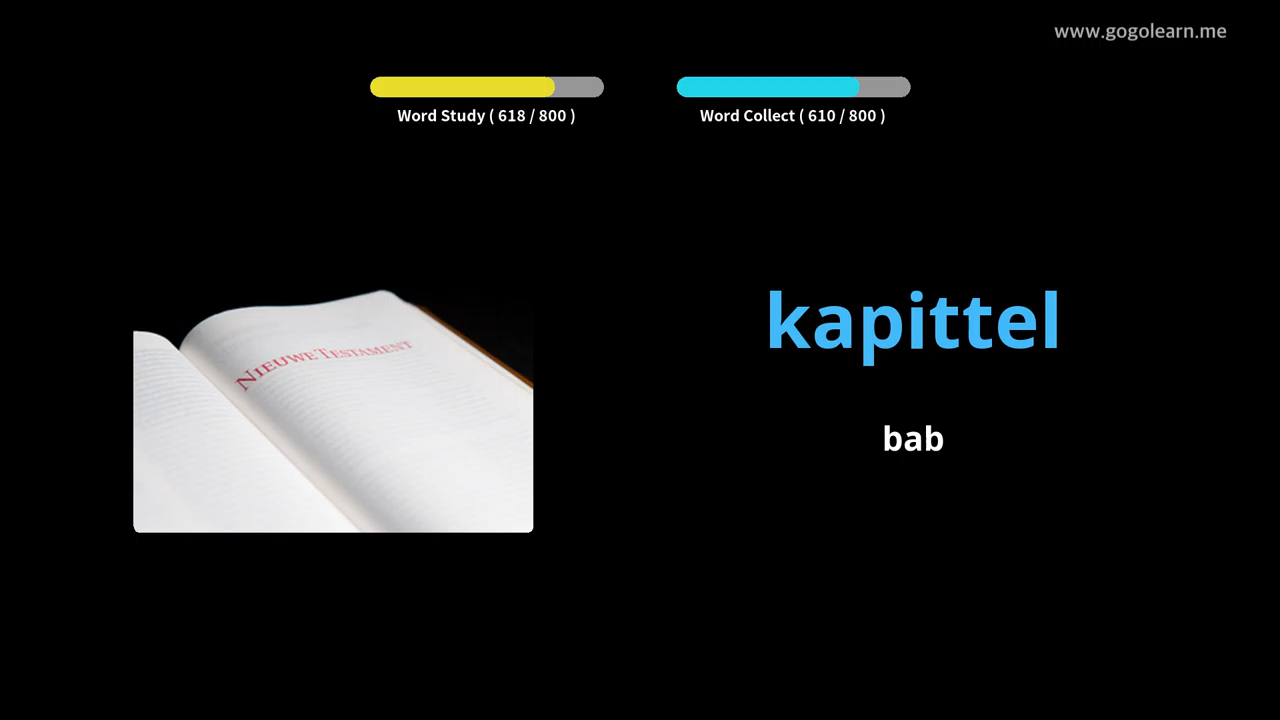 www.gogolearn.me
Word Study ( 618 / 800 )
Word Collect ( 610 / 800 )
NIEUWE TESTAMENT
kapittel
bab